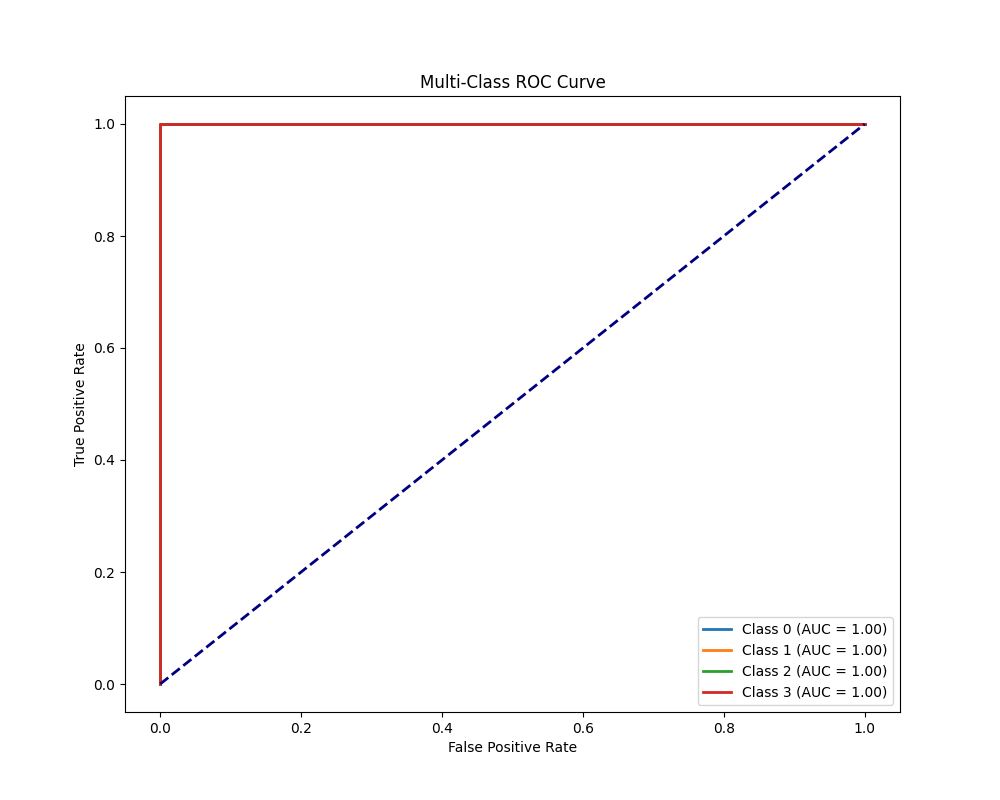 Multi-Class ROC Curve
True Positive Rate
1.0
0.8
0.6
0.4
0.2
0.0
0.0 0.2 0.4 0.6 0.8 1.0
False Positive Rate
Class 0 (AUC = 1.00)
Class 1 (AUC = 1.00)
Class 2 (AUC = 1.00)
Class 3 (AUC = 1.00)